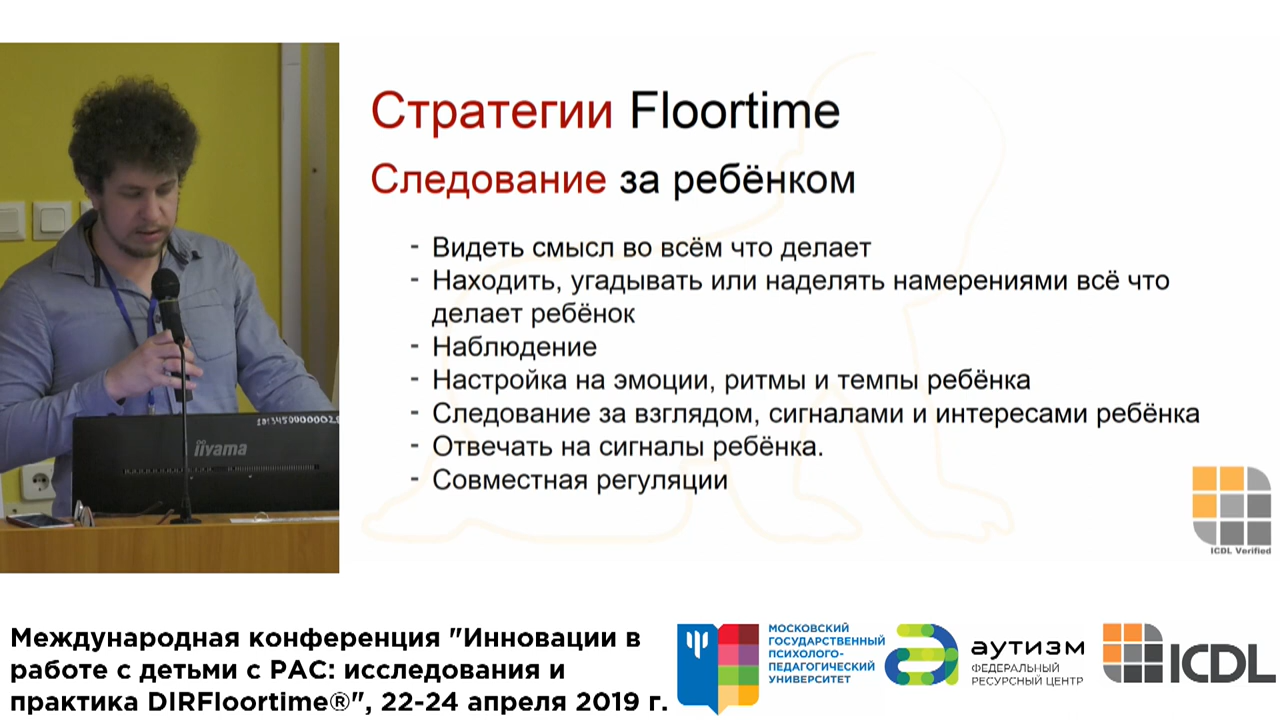 Стратегии Floortime
Следование за ребёнком
- Видеть смысл во всём что делает
- Находить, угадывать или наделять намерениями всё что
делает ребёнок
- Наблюдение
- Настройка на эмоции, ритмы и темпы ребёнка
- Следование за взглядом, сигналами и интересами ребёнка
- Отвечать на сигналы ребёнка.
- Совместная регуляции
ICDL Verified
iiyama
Международная конференция "Инновации в
работе с детьми с РАС: исследования и
практика DIRFloortime®", 22-24 апреля 2019 г.
МОСКОВСКИЙ
ГОСУДАРСТВЕННЫЙ
ПСИХОЛОГО-
ПЕДАГОГИЧЕСКИЙ
УНИВЕРСИТЕТ
аутизм
ФЕДЕРАЛЬНЫЙ
РЕСУРСНЫЙ ЦЕНТР
ICDL